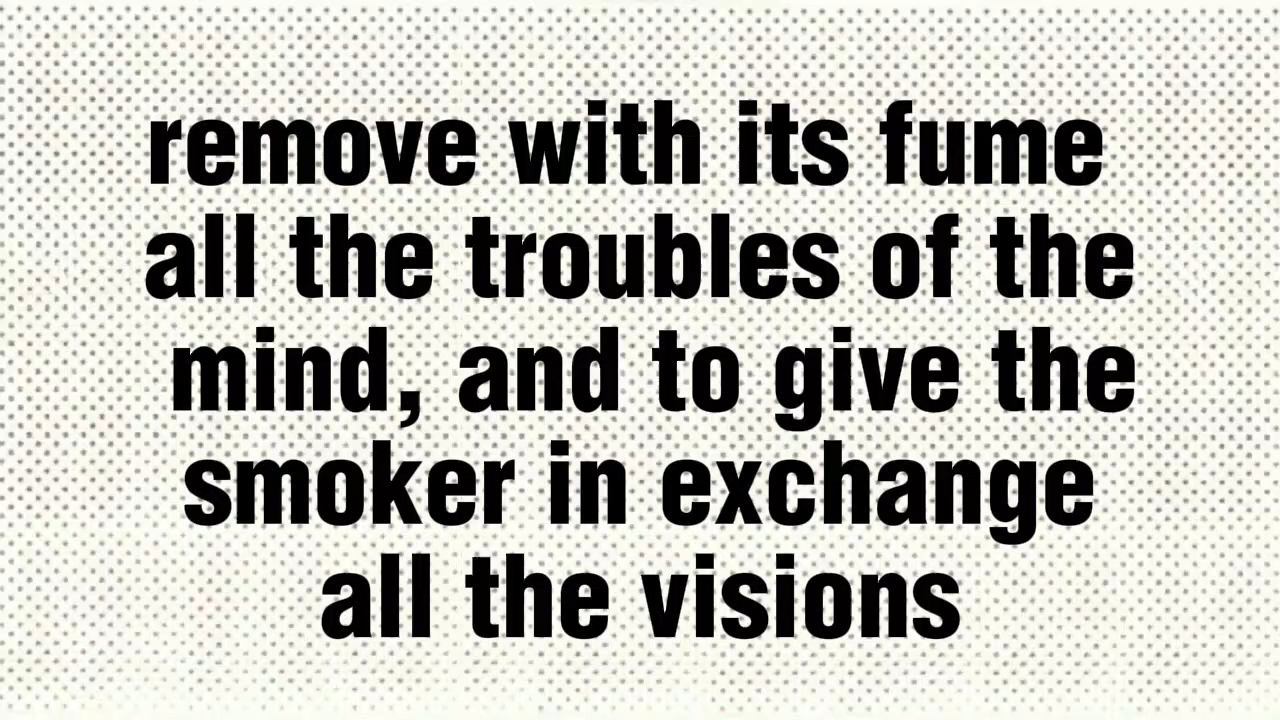 remove with its fume
all the troubles of the
mind, and to give the
smoker in exchange
all the visions